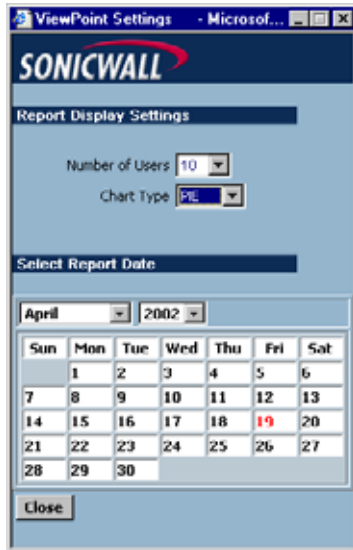 ViewPoint Settings - Microsof...
SONICWALL
Report Display Settings
Number of Users 10
Chart Type PIE
Select Report Date
April 2002
Sun Mon Tue Wed Thu Fri Sat
1 2 3 4 5 6
7 8 9 10 11 12 13
14 15 16 17 18 19 20
21 22 23 24 25 26 27
28 29 30
Close